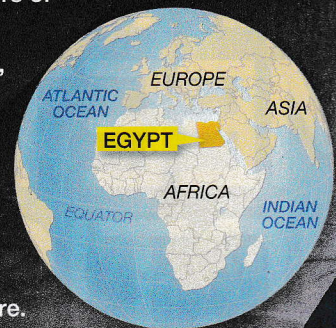 EUROPE
ASIA
ATLANTIC
OCEAN
EGYPT
AFRICA
EQUATOR
INDIAN
OCEAN
re.